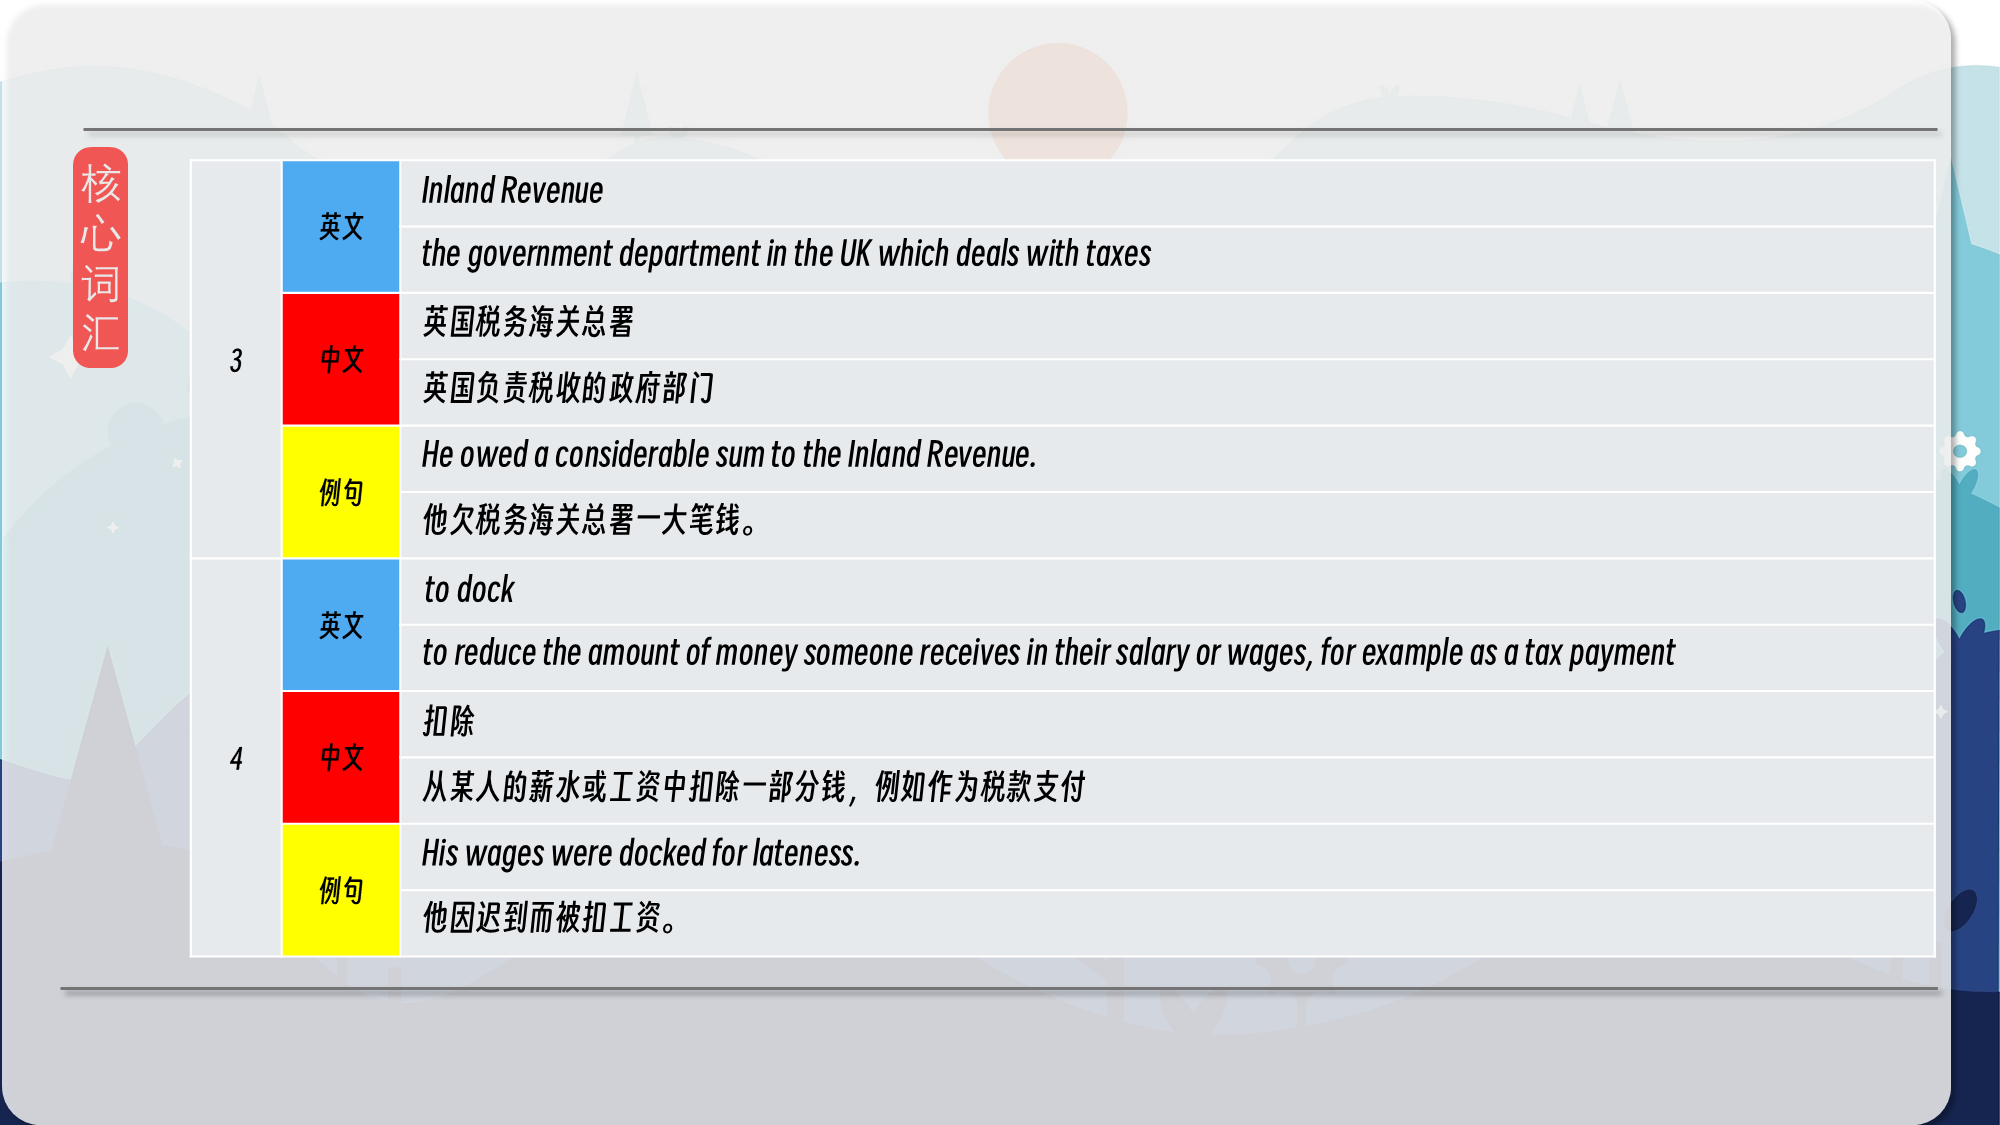 核心词汇
3
英文
Inland Revenue
the government department in the UK which deals with taxes
中文
英国税务海关总署
英国负责税收的政府部门
例句
He owed a considerable sum to the Inland Revenue.
他欠税务海关总署一大笔钱。
4
英文
to dock
to reduce the amount of money someone receives in their salary or wages, for example as a tax payment
中文
扣除
从某人的薪水或工资中扣除一部分钱，例如作为税款支付
例句
His wages were docked for lateness.
他因迟到而被扣工资。